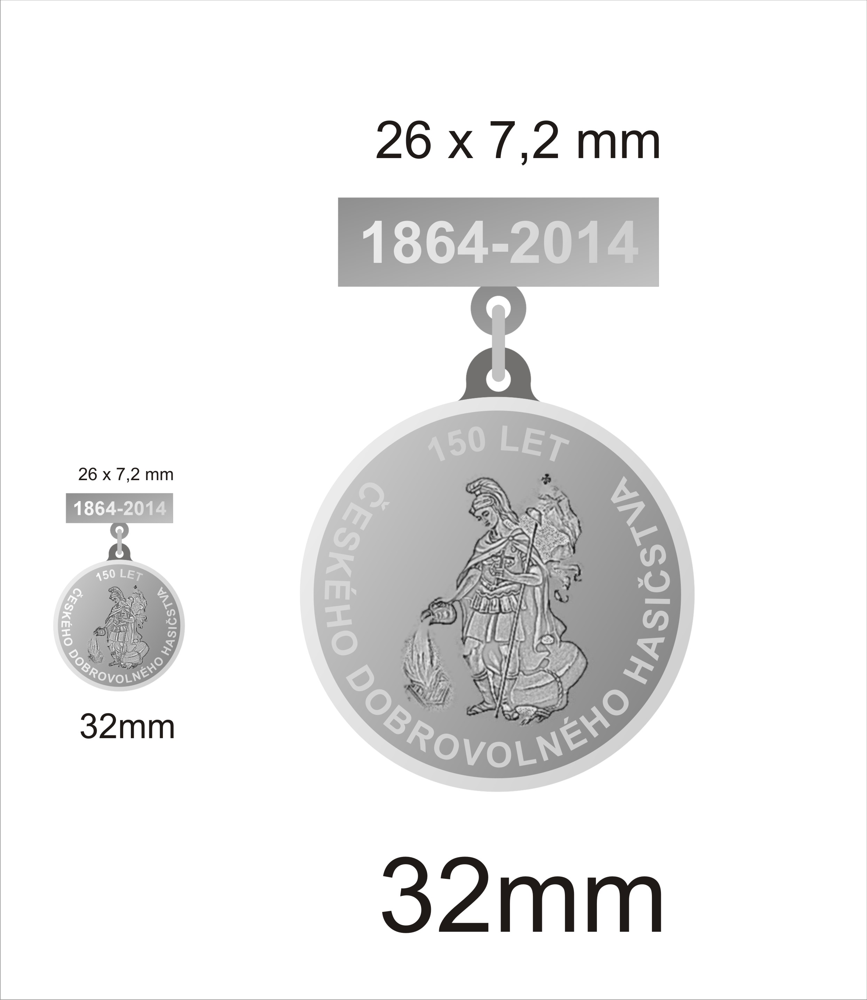 26 x 7,2 mm
1864-2014
150 LET
ČESKÉHO DOBROVOLNÉHO HASIČSTVA
32mm
26 x 7,2 mm
1864-2014
150 LET
ČESKÉHO DOBROVOLNÉHO HASIČSTVA
32mm